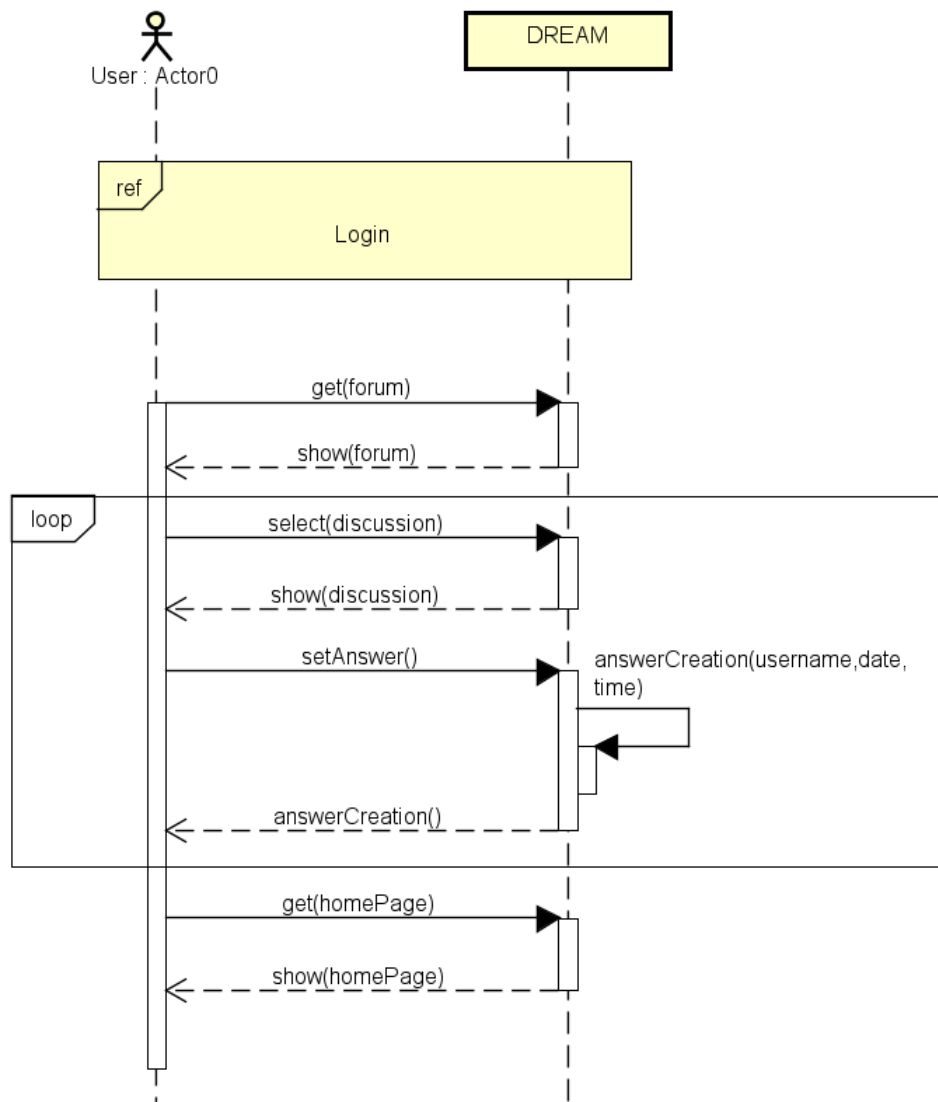 DREAM
User : Actor0
ref
Login
get(forum)
show(forum)
loop
select(discussion)
show(discussion)
setAnswer()
answerCreation(username,date,
time)
answerCreation()
get(homePage)
show(homePage)